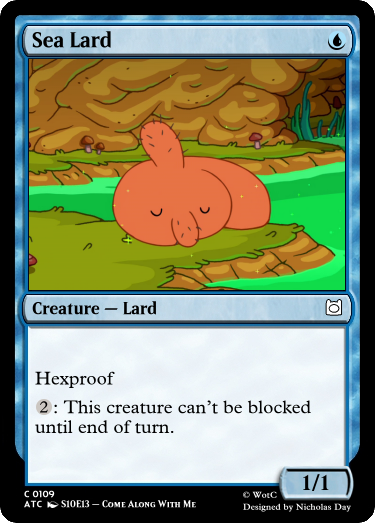 Sea Lard
Creature — Lard
Hexproof
2: This creature can't be blocked
until end of turn.
1/1
C 0109
ATC S10E13 – Come Along With Me
© WotC
Designed by Nicholas Day